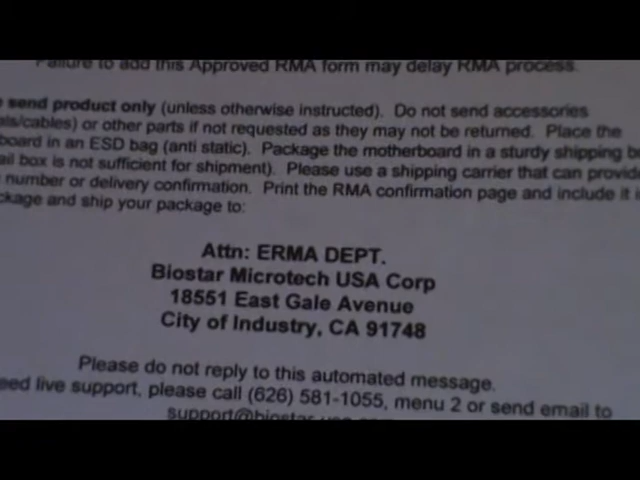 Failure to add this Approved RMA form may delay RMA process.
send product only (unless otherwise instructed). Do not send accessories
als/cables) or other parts if not requested as they may not be returned. Place the
board in an ESD bag (anti static). Package the motherboard in a sturdy shipping b
ail box is not sufficient for shipment). Please use a shipping carrier that can provide
number or delivery confirmation. Print the RMA confirmation page and include it i
ckage and ship your package to:
Attn: ERMA DEPT.
Biostar Microtech USA Corp
18551 East Gale Avenue
City of Industry, CA 91748
Please do not reply to this automated message.
eed live support, please call (626) 581-1055, menu 2 or send email to